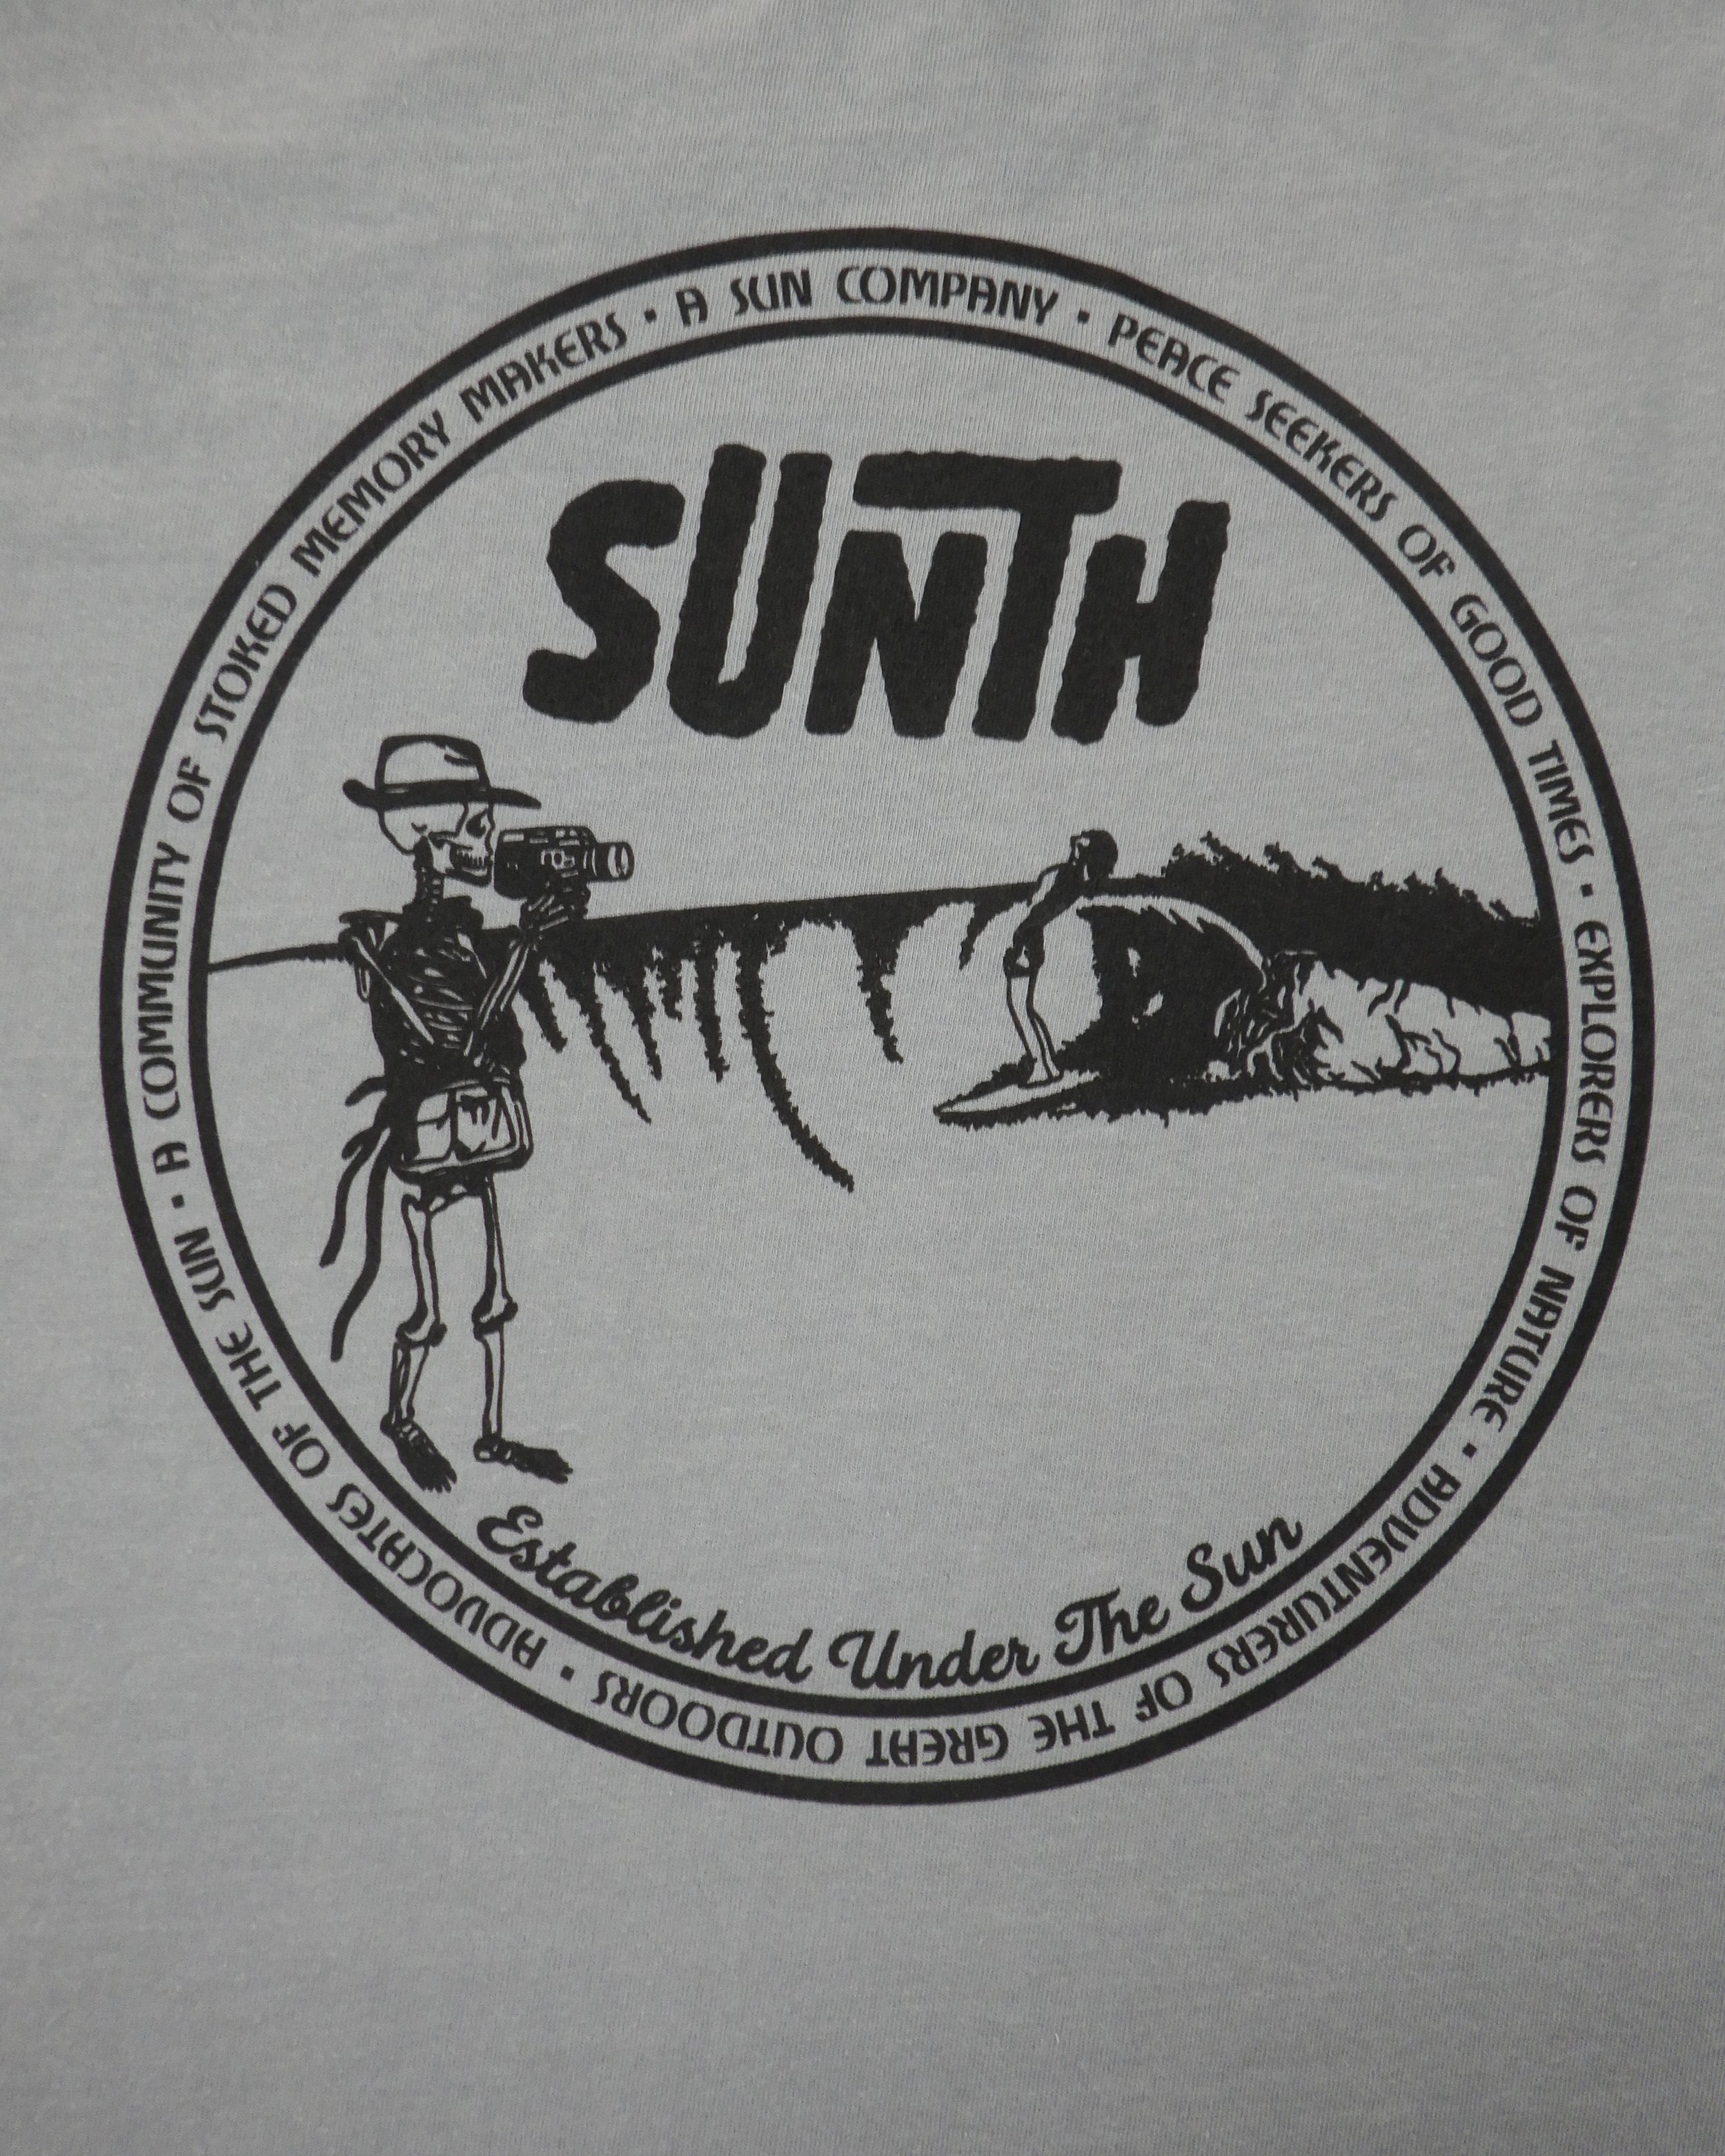 A SUN COMPANY · PEACE SEEKERS OF GOOD TIMES · EXPLORERS OF NATURE · ADVENTURERS OF THE GREAT OUTDOORS · ADVOCATES OF THE SUN · A COMMUNITY OF STOKED MEMORY MAKERS ·
SUNTH
Established Under The Sun